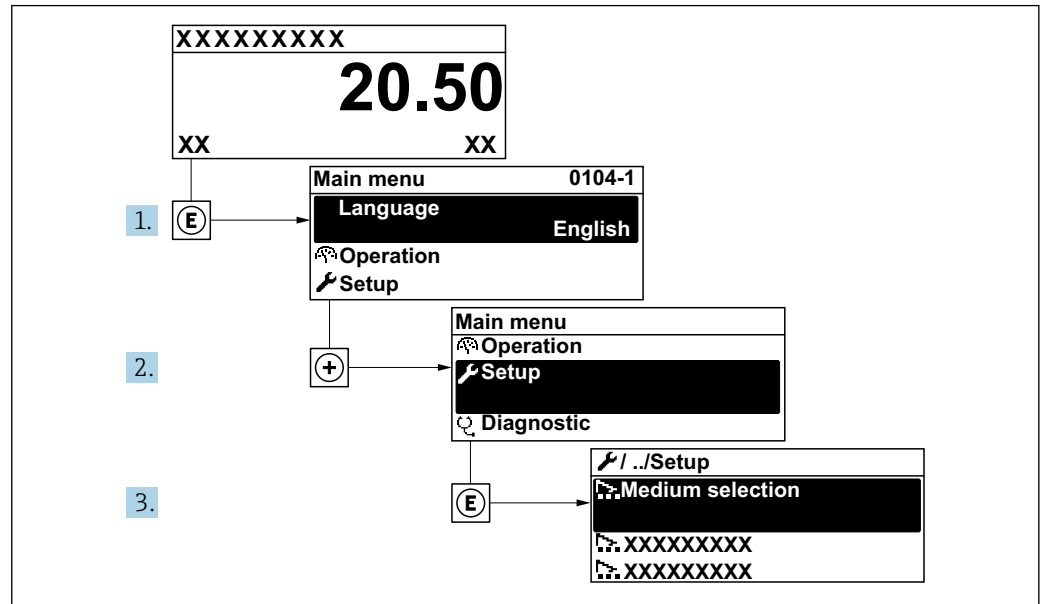 XXXXXXXXX
20.50
XX XX
Main menu 0104-1
1. E Language
English
Operation
Setup
Main menu
Operation
2. + Setup
Diagnostic
/ ../Setup
3. E Medium selection
XXXXXXXXX
XXXXXXXXX